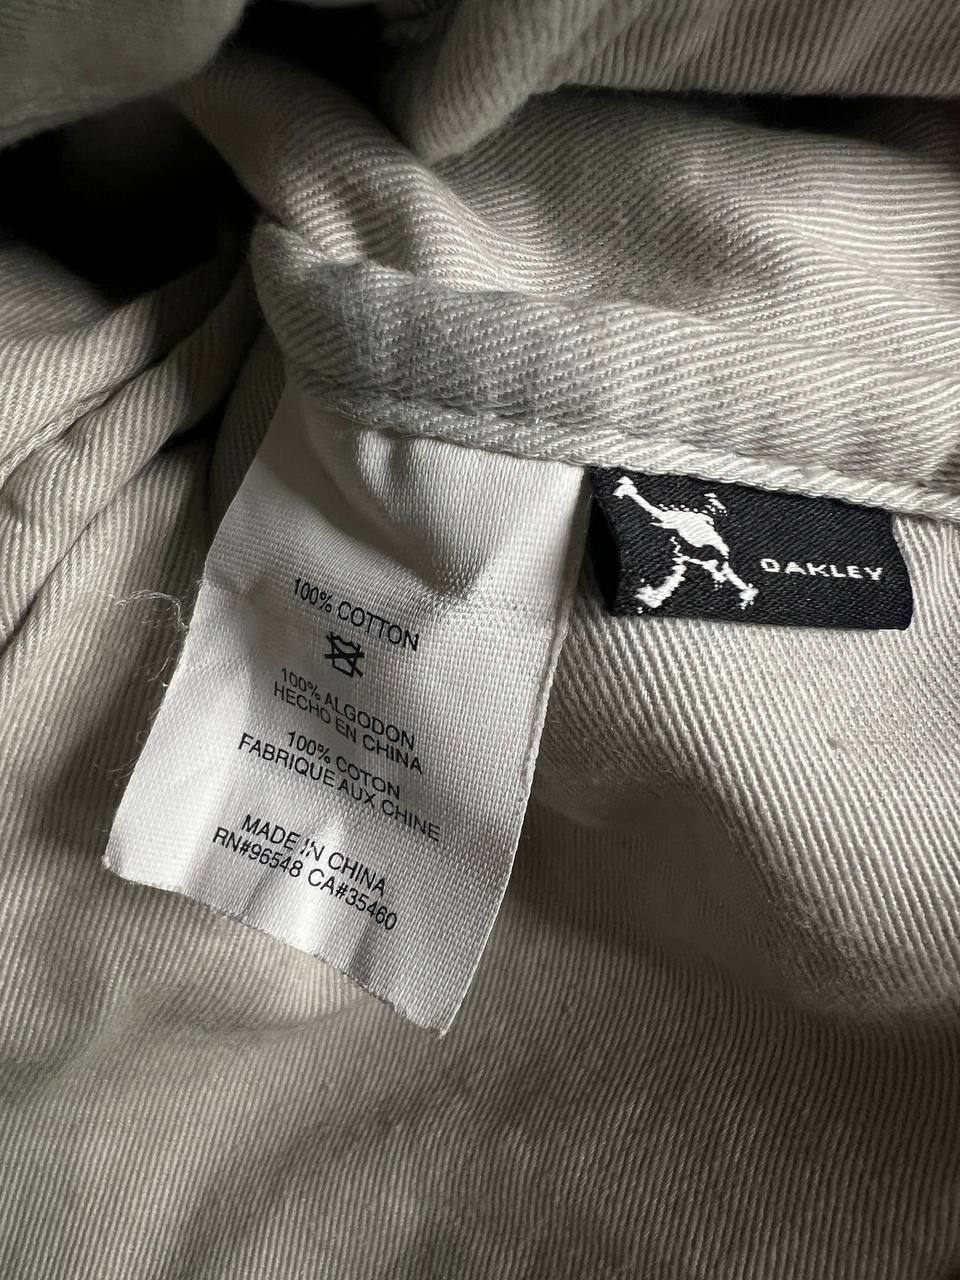 100% COTTON
100% ALGODON
HECHO EN CHINA
100% COTON
FABRIQUE AUX CHINE
MADE IN CHINA
RN#96548 CA#35460
OAKLEY